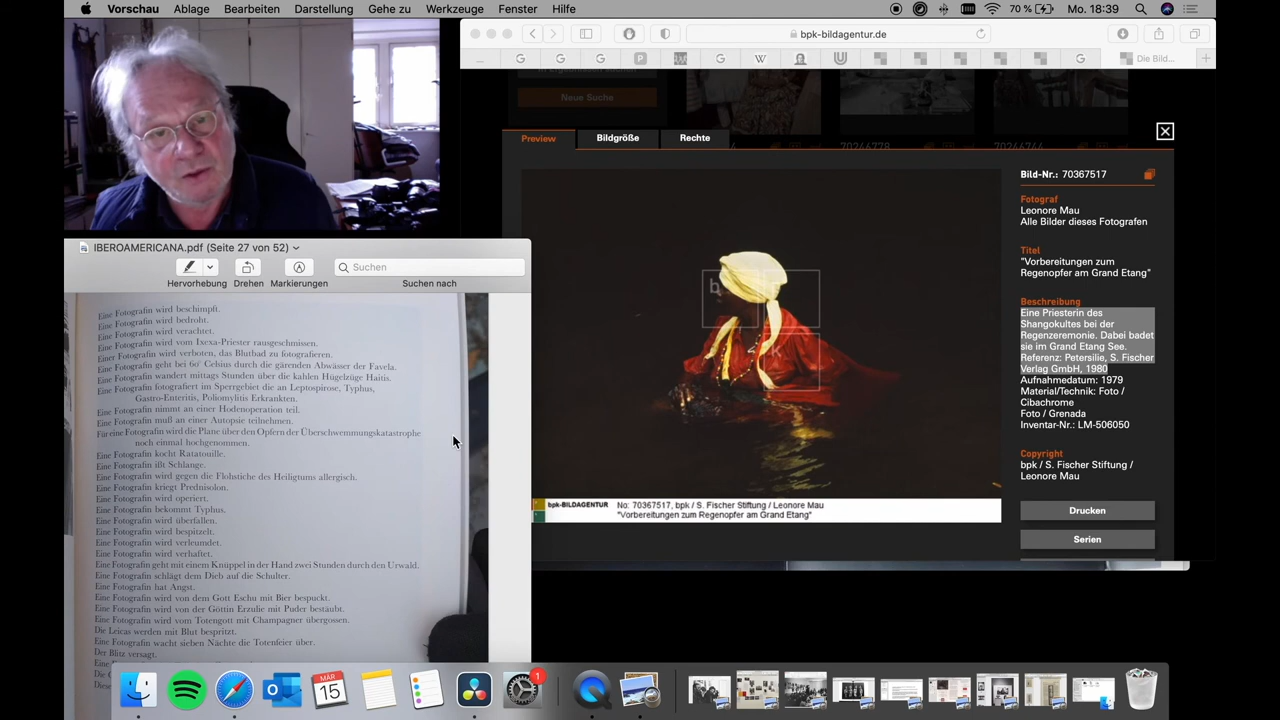 Vorschau Ablage Bearbeiten Darstellung Gehe zu Werkzeuge Fenster Hilfe
70 % Mo. 18:39
bpk-bildagentur.de
Die Bild...
Neue Suche
Preview Bildgröße Rechte
70246778 70246744
Bild-Nr.: 70367517
Fotograf
Leonore Mau
Alle Bilder dieses Fotografen
Titel
"Vorbereitungen zum
Regenopfer am Grand Etang"
Beschreibung
Eine Priesterin des
Shangokultes bei der
Regenzeremonie. Dabei badet
sie im Grand Etang See.
Referenz: Petersilie, S. Fischer
Verlag GmbH, 1980
Aufnahmedatum: 1979
Material/Technik: Foto /
Cibachrome
Foto / Grenada
Inventar-Nr.: LM-506050
Copyright
bpk / S. Fischer Stiftung /
Leonore Mau
Drucken
Serien
b
k
bpk-BILDAGENTUR No: 70367517, bpk / S. Fischer Stiftung / Leonore Mau
"Vorbereitungen zum Regenopfer am Grand Etang"
IBEROAMERICANA.pdf (Seite 27 von 52)
Suchen
Hervorhebung Drehen Markierungen Suchen nach
Eine Fotografin wird beschimpft.
Eine Fotografin wird bedroht.
Eine Fotografin wird verachtet.
Eine Fotografin wird vom Ixexa-Priester rausgeschmissen.
Einer Fotografin wird verboten, das Blutbad zu fotografieren.
Eine Fotografin geht bei 60° Celsius durch die gärenden Abwässer der Favela.
Eine Fotografin wandert mittags Stunden über die kahlen Hügelzüge Haitis.
Eine Fotografin fotografiert im Sperrgebiet die an Leptospirose, Typhus,
Gastro-Enteritis, Poliomylitis Erkrankten.
Eine Fotografin nimmt an einer Hodenoperation teil.
Eine Fotografin muß an einer Autopsie teilnehmen.
Für eine Fotografin wird die Plane über den Opfern der Überschwemmungskatastrophe
noch einmal hochgenommen.
Eine Fotografin kocht Ratatouille.
Eine Fotografin ißt Schlange.
Eine Fotografin wird gegen die Flohstiche des Heiligtums allergisch.
Eine Fotografin kriegt Prednisolon.
Eine Fotografin wird operiert.
Eine Fotografin bekommt Typhus.
Eine Fotografin wird überfallen.
Eine Fotografin wird bespitzelt.
Eine Fotografin wird verleumdet.
Eine Fotografin wird verhaftet.
Eine Fotografin geht mit einem Knüppel in der Hand zwei Stunden durch den Urwald.
Eine Fotografin schlägt dem Dieb auf die Schulter.
Eine Fotografin hat Angst.
Eine Fotografin wird von dem Gott Eschu mit Bier bespuckt.
Eine Fotografin wird von der Göttin Erzulie mit Puder bestäubt.
Eine Fotografin wird vom Totengott mit Champagner übergossen.
Die Leicas werden mit Blut bespritzt.
Eine Fotografin wacht sieben Nächte die Totenfeier über.
Der Blitz versagt.
MÄR
15
1